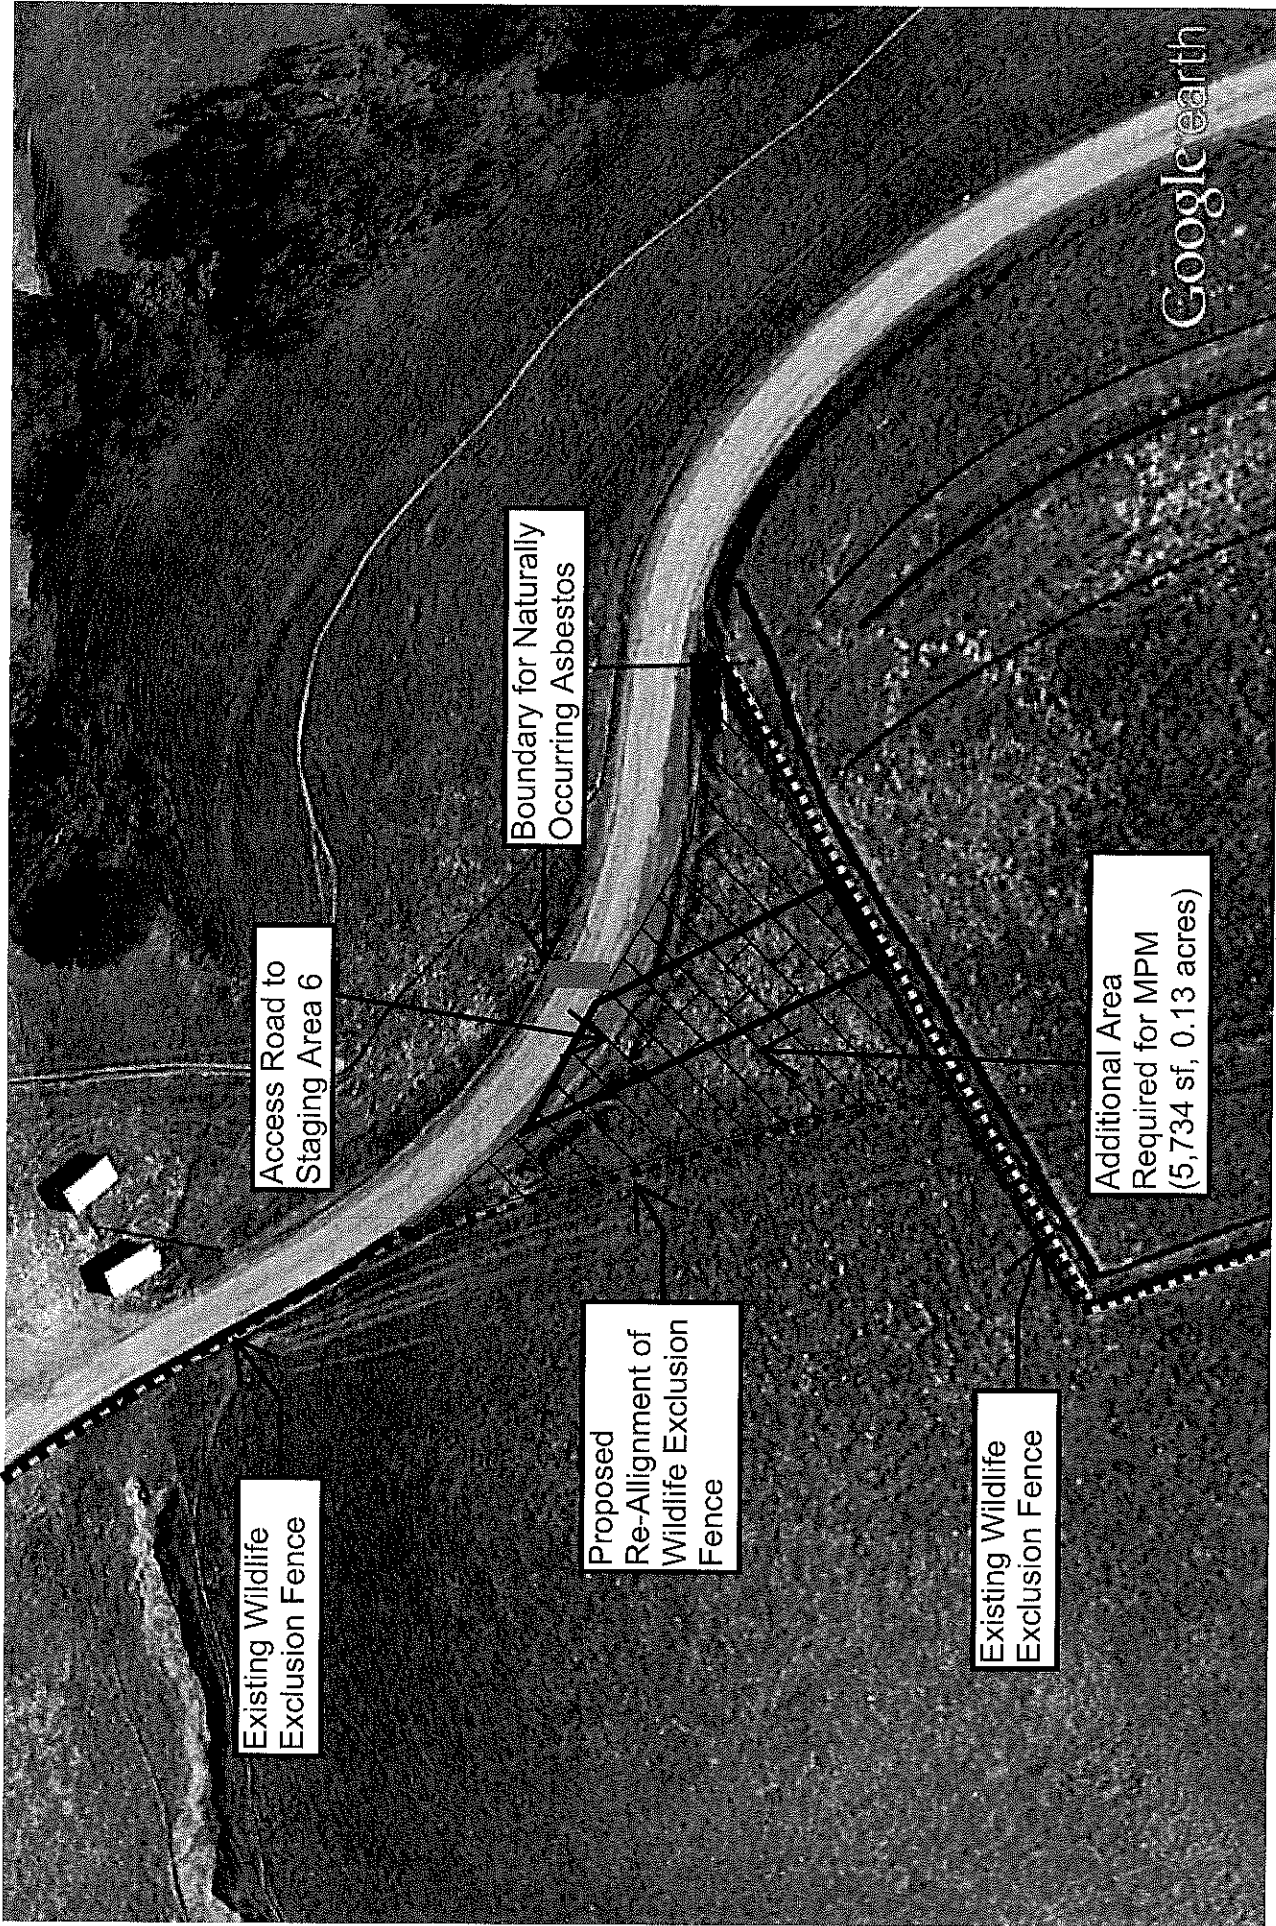 Existing Wildlife
Exclusion Fence
Access Road to
Staging Area 6
Boundary for Naturally
Occurring Asbestos
Proposed
Re-Allignment of
Wildlife Exclusion
Fence
Existing Wildlife
Exclusion Fence
Additional Area
Required for MPM
(5,734 sf, 0.13 acres)
Google earth